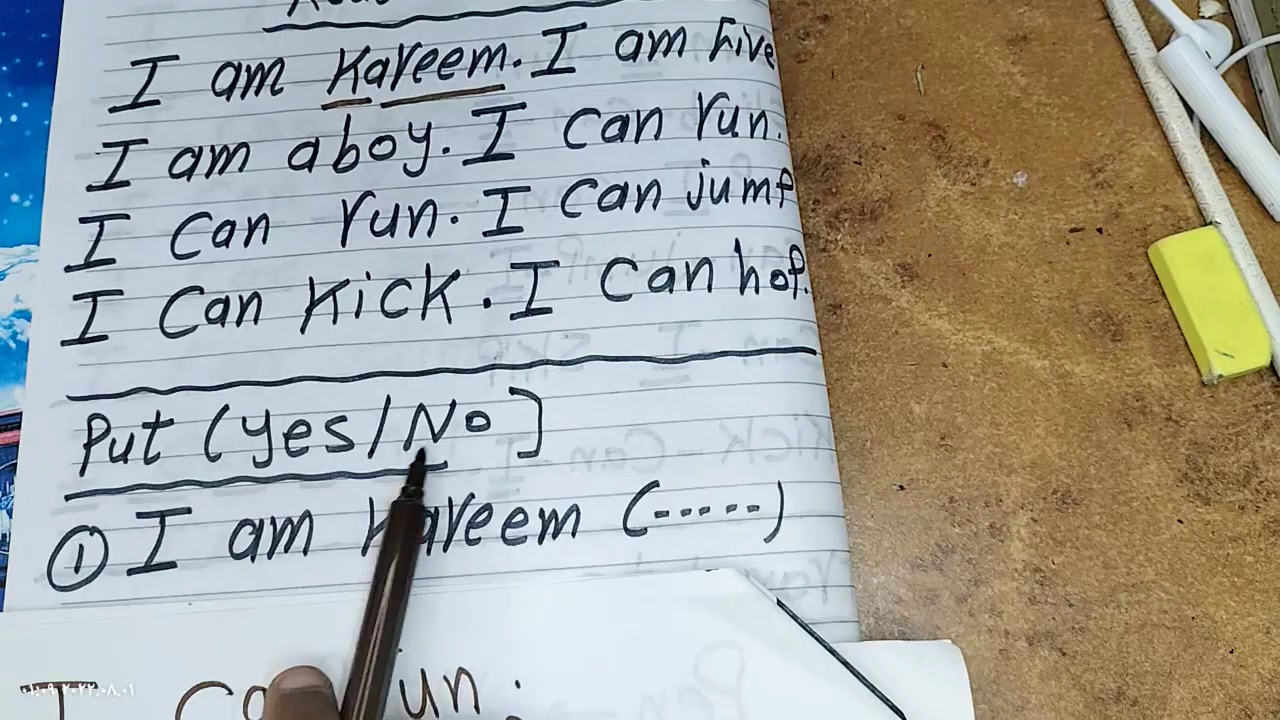 I am Kareem. I am Five
I am a boy. I can run.
I can run. I can jump
I can Kick. I can hop.
Put (yes/No)
① I am Kareem (.....)